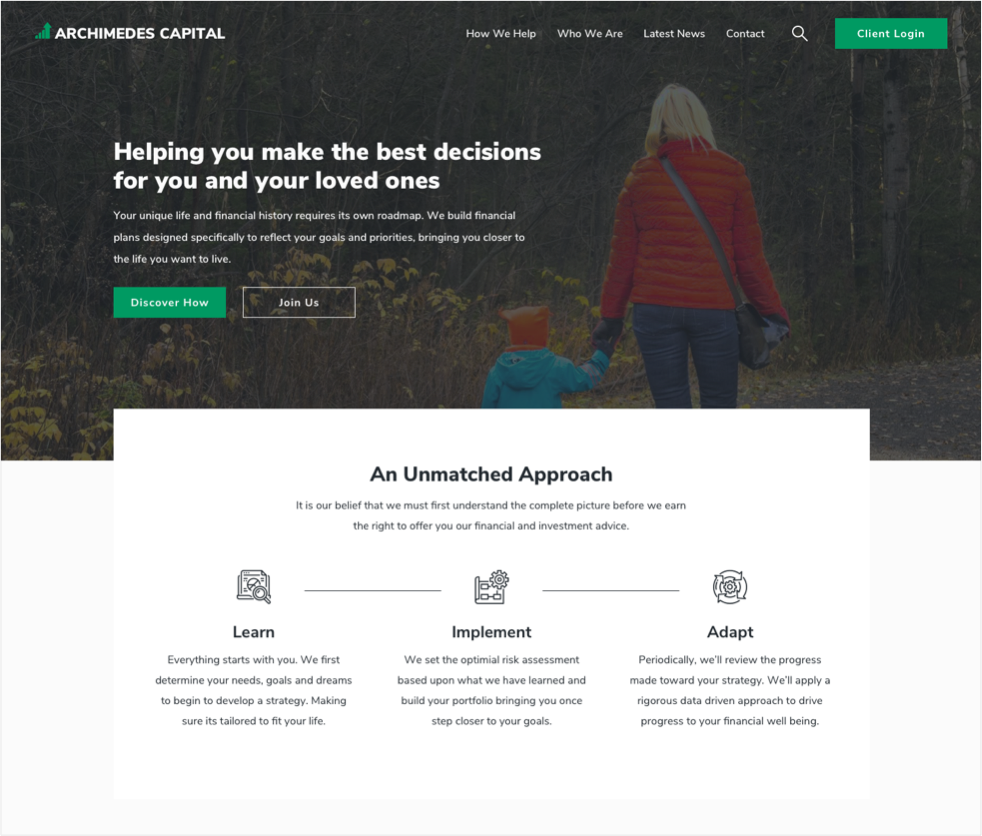 ARCHIMEDES CAPITAL
How We Help Who We Are Latest News Contact Client Login
Helping you make the best decisions
for you and your loved ones
Your unique life and financial history requires its own roadmap. We build financial
plans designed specifically to reflect your goals and priorities, bringing you closer to
the life you want to live.
Discover How Join Us
An Unmatched Approach
It is our belief that we must first understand the complete picture before we earn
the right to offer you our financial and investment advice.
Learn
Everything starts with you. We first
determine your needs, goals and dreams
to begin to develop a strategy. Making
sure its tailored to fit your life.
Implement
We set the optimial risk assessment
based upon what we have learned and
build your portfolio bringing you once
step closer to your goals.
Adapt
Periodically, we'll review the progress
made toward your strategy. We'll apply a
rigorous data driven approach to drive
progress to your financial well being.